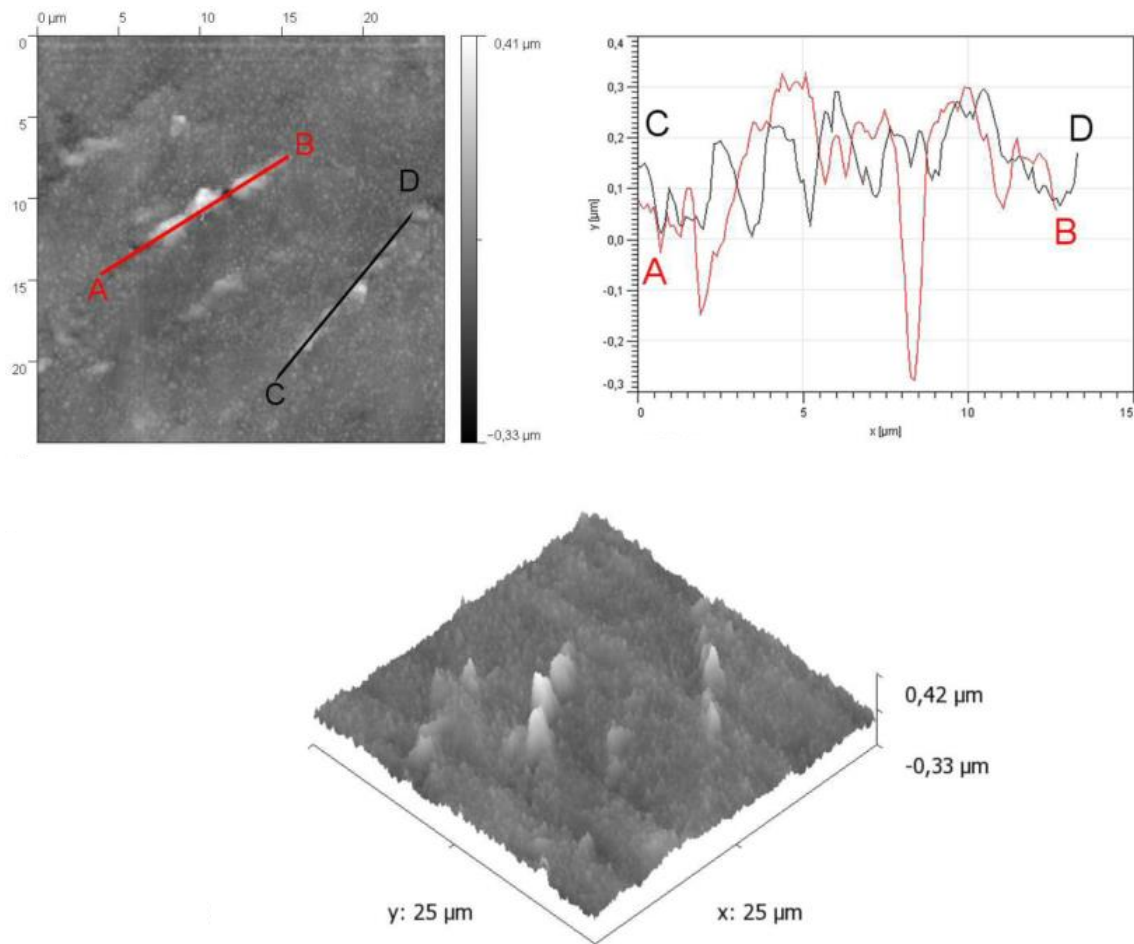 0 µm 5 10 15 20
0
5
10
15
20
A
B
C
D
0,41 µm
−0,33 µm
0,4
0,3
0,2
0,1
0,0
-0,1
-0,2
-0,3
y [µm]
C
D
A
B
0 5 10 15
x [µm]
0,42 µm
-0,33 µm
y: 25 µm
x: 25 µm